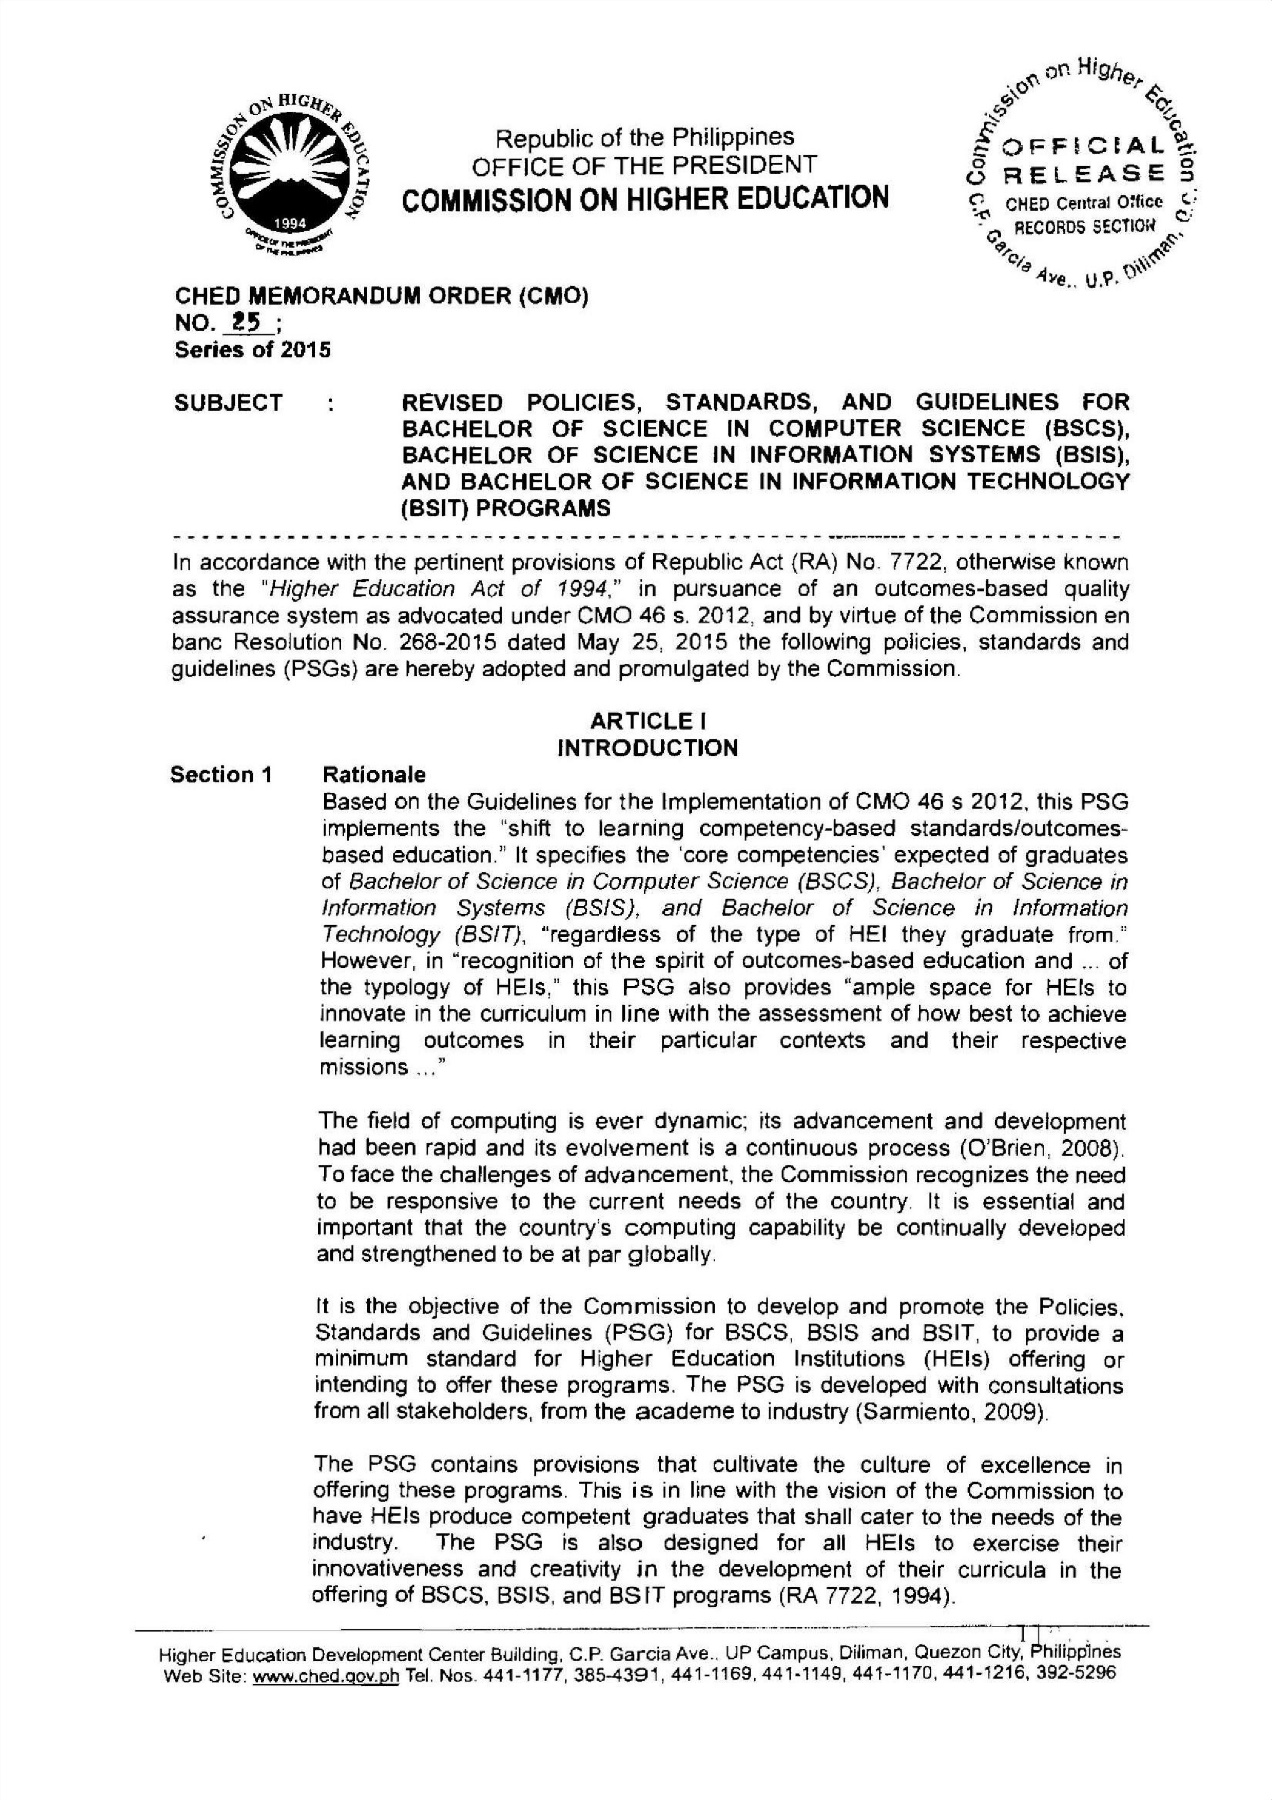 COMMISSION ON HIGHER EDUCATION
1994
OFFICE OF THE PRESIDENT
OF THE PHILIPPINES
Republic of the Philippines
OFFICE OF THE PRESIDENT
COMMISSION ON HIGHER EDUCATION
Commission on Higher Education
OFFICIAL
RELEASE
CHED Central Office
RECORDS SECTION
C.P. Garcia Ave., U.P. Diliman, Q.C.
CHED MEMORANDUM ORDER (CMO)
NO. 25 ;
Series of 2015
SUBJECT : REVISED POLICIES, STANDARDS, AND GUIDELINES FOR
BACHELOR OF SCIENCE IN COMPUTER SCIENCE (BSCS),
BACHELOR OF SCIENCE IN INFORMATION SYSTEMS (BSIS),
AND BACHELOR OF SCIENCE IN INFORMATION TECHNOLOGY
(BSIT) PROGRAMS
In accordance with the pertinent provisions of Republic Act (RA) No. 7722, otherwise known
as the "Higher Education Act of 1994," in pursuance of an outcomes-based quality
assurance system as advocated under CMO 46 s. 2012, and by virtue of the Commission en
banc Resolution No. 268-2015 dated May 25, 2015 the following policies, standards and
guidelines (PSGs) are hereby adopted and promulgated by the Commission.
ARTICLE I
INTRODUCTION
Section 1 Rationale
Based on the Guidelines for the Implementation of CMO 46 s 2012, this PSG
implements the "shift to learning competency-based standards/outcomes-
based education." It specifies the 'core competencies' expected of graduates
of Bachelor of Science in Computer Science (BSCS), Bachelor of Science in
Information Systems (BSIS), and Bachelor of Science in Information
Technology (BSIT), "regardless of the type of HEI they graduate from."
However, in "recognition of the spirit of outcomes-based education and ... of
the typology of HEIs," this PSG also provides "ample space for HEIs to
innovate in the curriculum in line with the assessment of how best to achieve
learning outcomes in their particular contexts and their respective
missions ..."
The field of computing is ever dynamic; its advancement and development
had been rapid and its evolvement is a continuous process (O'Brien, 2008).
To face the challenges of advancement, the Commission recognizes the need
to be responsive to the current needs of the country. It is essential and
important that the country's computing capability be continually developed
and strengthened to be at par globally.
It is the objective of the Commission to develop and promote the Policies,
Standards and Guidelines (PSG) for BSCS, BSIS and BSIT, to provide a
minimum standard for Higher Education Institutions (HEIs) offering or
intending to offer these programs. The PSG is developed with consultations
from all stakeholders, from the academe to industry (Sarmiento, 2009).
The PSG contains provisions that cultivate the culture of excellence in
offering these programs. This is in line with the vision of the Commission to
have HEIs produce competent graduates that shall cater to the needs of the
industry. The PSG is also designed for all HEIs to exercise their
innovativeness and creativity in the development of their curricula in the
offering of BSCS, BSIS, and BSIT programs (RA 7722, 1994).
Higher Education Development Center Building, C.P. Garcia Ave., UP Campus, Diliman, Quezon City, Philippines
Web Site: www.ched.gov.ph Tel. Nos. 441-1177, 385-4391, 441-1169, 441-1149, 441-1170, 441-1216, 392-5296